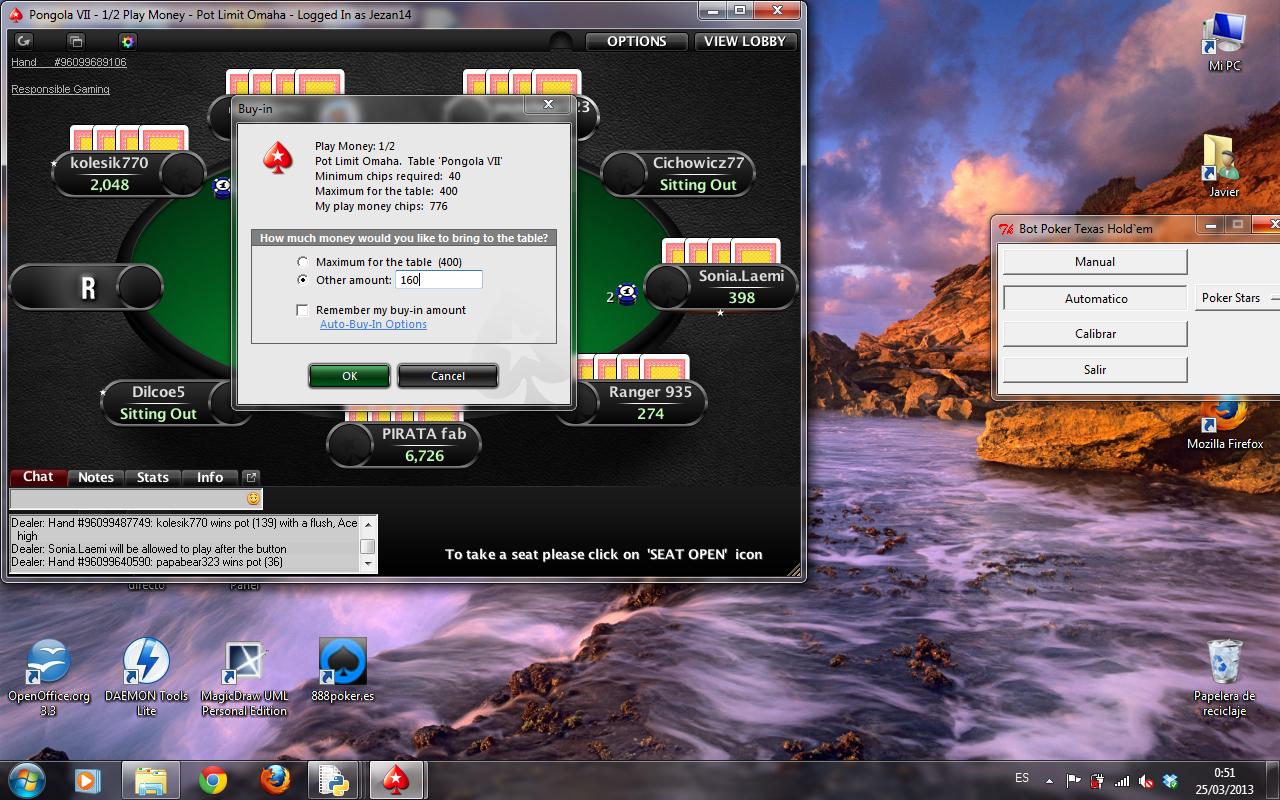 Pongola VII - 1/2 Play Money - Pot Limit Omaha - Logged In as Jezan14
OPTIONS
VIEW LOBBY
Hand #96099689106
Responsible Gaming
Buy-in
Play Money: 1/2
Pot Limit Omaha. Table 'Pongola VII'
Minimum chips required: 40
Maximum for the table: 400
My play money chips: 776
How much money would you like to bring to the table?
Maximum for the table (400)
Other amount: 160
Remember my buy-in amount
Auto-Buy-In Options
OK
Cancel
kolesik770
2,048
23
Cichowicz77
Sitting Out
Sonia.Laemi
398
2
R
Dilcoe5
Sitting Out
Ranger 935
274
PIRATA fab
6,726
Chat
Notes
Stats
Info
Dealer: Hand #96099487749: kolesik770 wins pot (139) with a flush, Ace
high
Dealer: Sonia.Laemi will be allowed to play after the button
Dealer: Hand #96099640590: papabear323 wins pot (36)
To take a seat please click on 'SEAT OPEN' icon
Mi PC
Javier
Bot Poker Texas Hold`em
Manual
Automatico
Poker Stars
Calibrar
Salir
Mozilla Firefox
directo
Panel
OpenOffice.org
3.3
DAEMON Tools
Lite
MagicDraw UML
Personal Edition
888poker.es
Papelera de
reciclaje
ES
0:51
25/03/2013